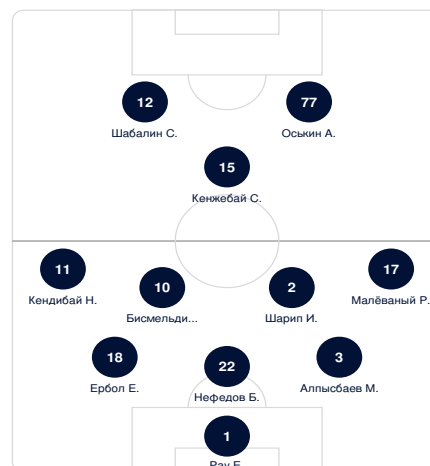 12
77
Шабалин С.
Оськин А.
15
Кенжебай С.
11
17
10
2
Кендибай Н.
Малёваный Р.
Бисмельди...
Шарип И.
18
22
3
Ербол Е.
Алпысбаев М.
Нефедов Б.
1